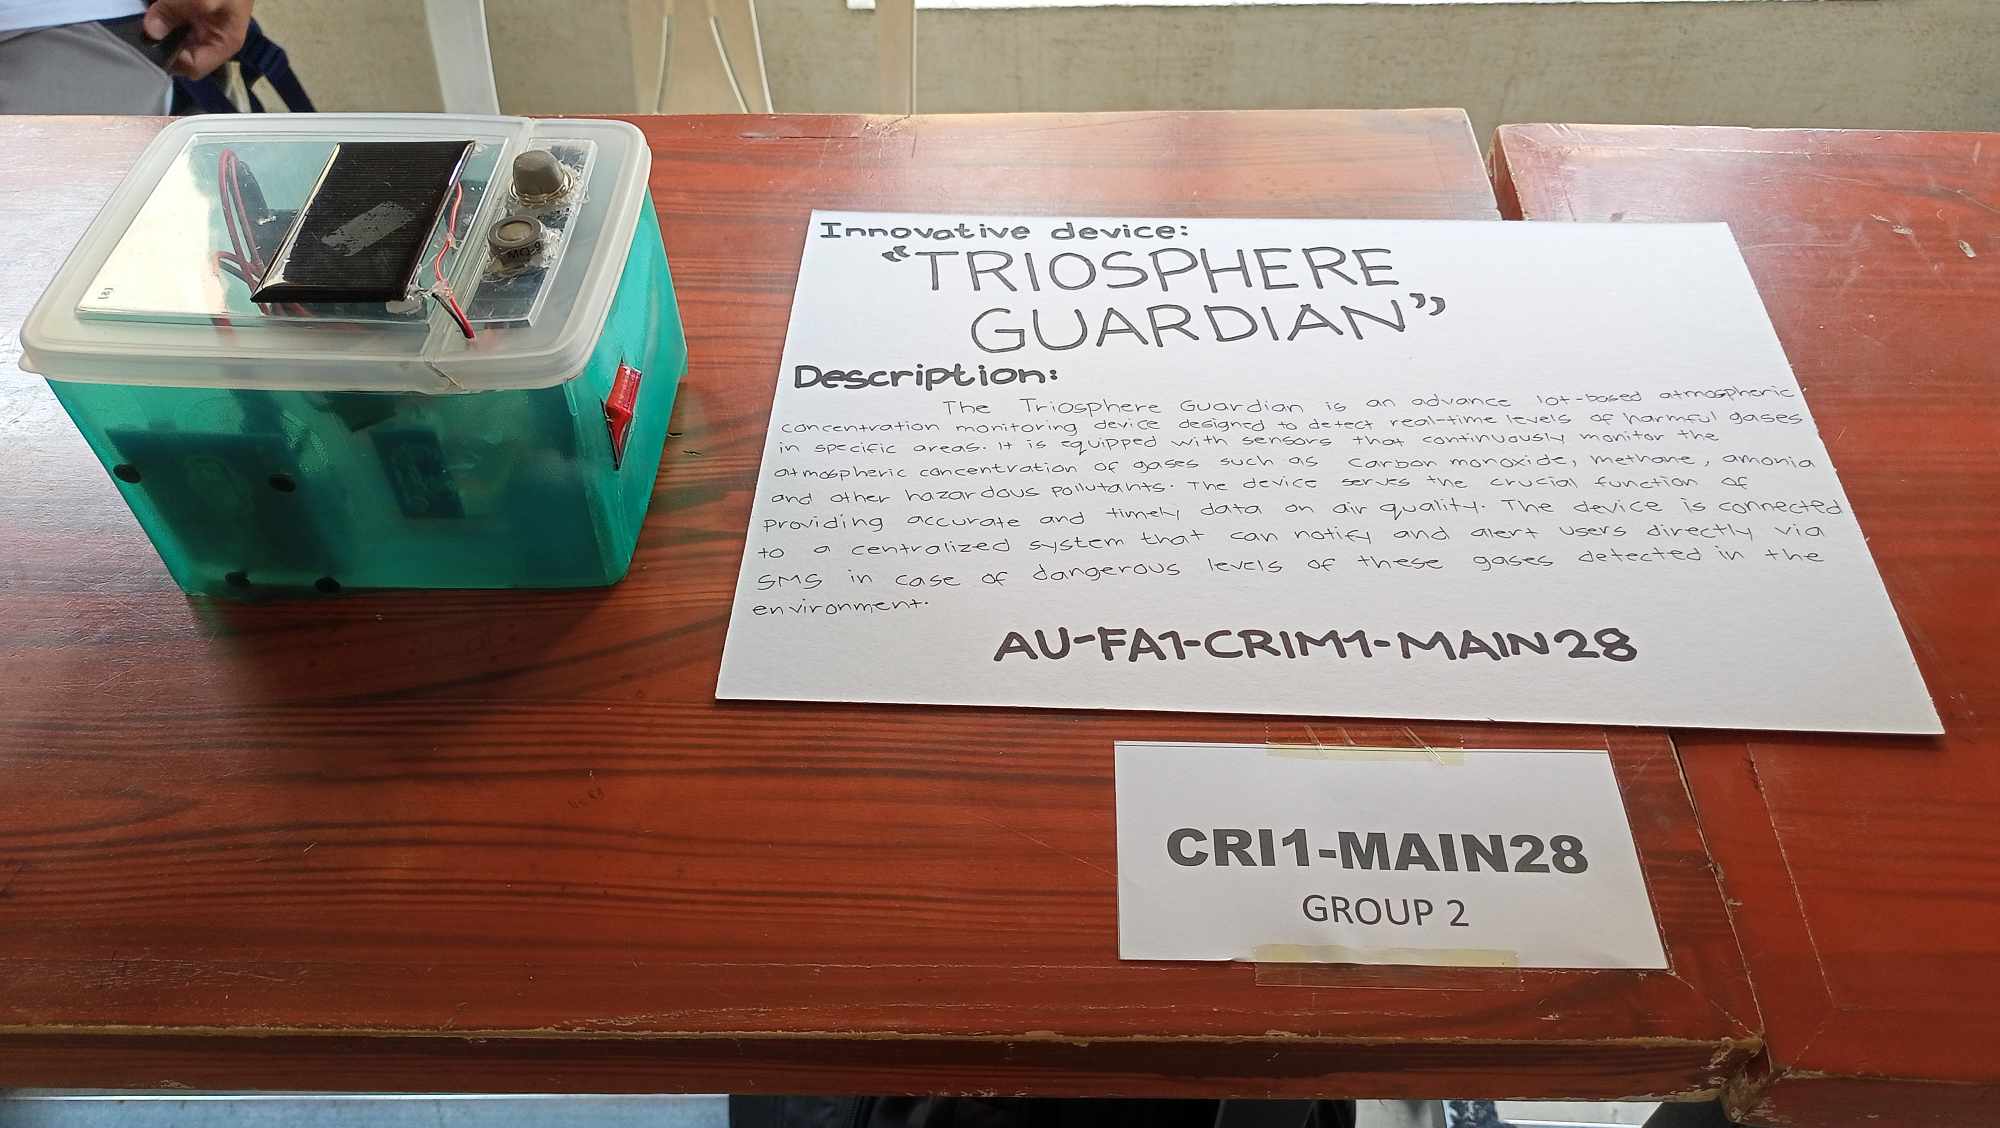 Innovative device:
"TRIOSPHERE
GUARDIAN"
Description:
The Triosphere Guardian is an advance Iot-based atmospheric
concentration monitoring device designed to detect real-time levels of harmful gases
in specific areas. It is equipped with sensors that continuously monitor the
atmospheric concentration of gases such as carbon monoxide, methane, amonia
and other hazardous pollutants. The device serves the crucial function of
providing accurate and timely data on air quality. The device is connected
to a centralized system that can notify and alert users directly via
SMS in case of dangerous levels of these gases detected in the
environment.
AU-FA1-CRIM1-MAIN28
CRI1-MAIN28
GROUP 2
MQ-9